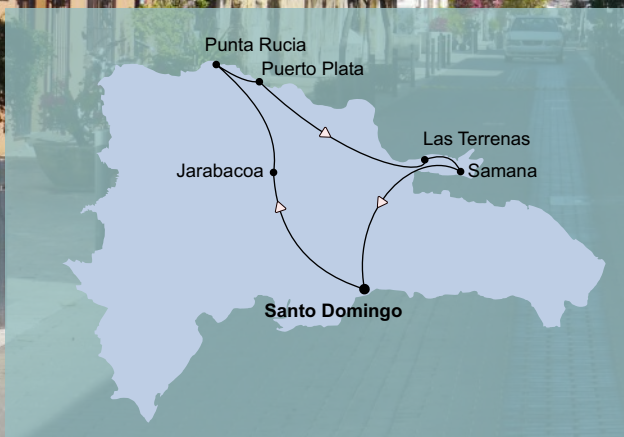 Punta Rucia
Puerto Plata
Las Terrenas
Jarabacoa
Samana
Santo Domingo